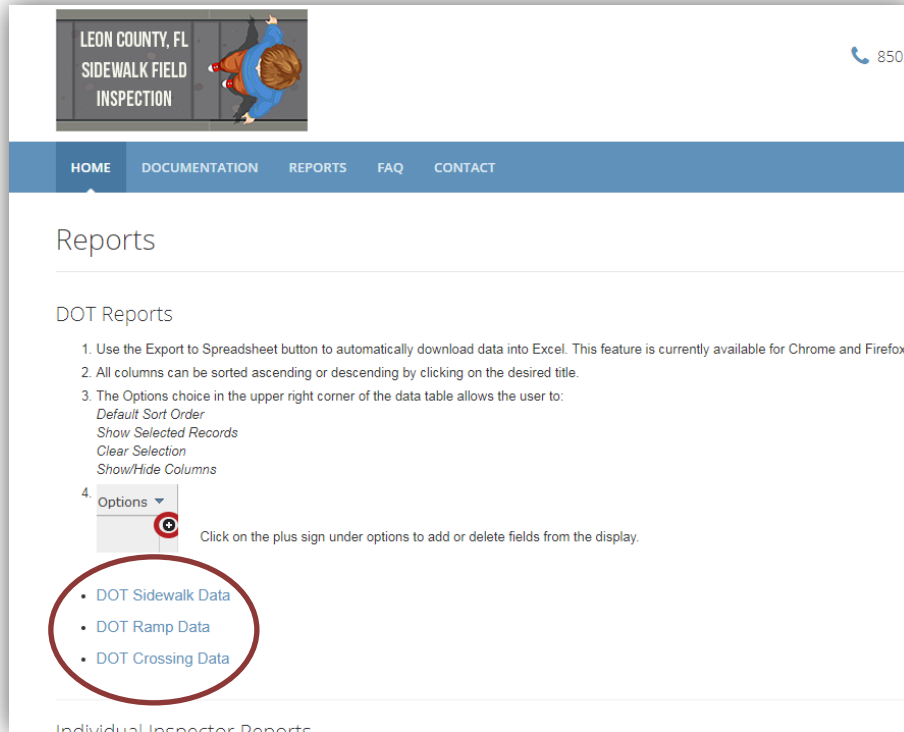 LEON COUNTY, FL
SIDEWALK FIELD
INSPECTION
850
HOME DOCUMENTATION REPORTS FAQ CONTACT
Reports
DOT Reports
1. Use the Export to Spreadsheet button to automatically download data into Excel. This feature is currently available for Chrome and Firefox
2. All columns can be sorted ascending or descending by clicking on the desired title.
3. The Options choice in the upper right corner of the data table allows the user to:
Default Sort Order
Show Selected Records
Clear Selection
Show/Hide Columns
4.
Options
Click on the plus sign under options to add or delete fields from the display.
• DOT Sidewalk Data
• DOT Ramp Data
• DOT Crossing Data
Individual Inspector Reports